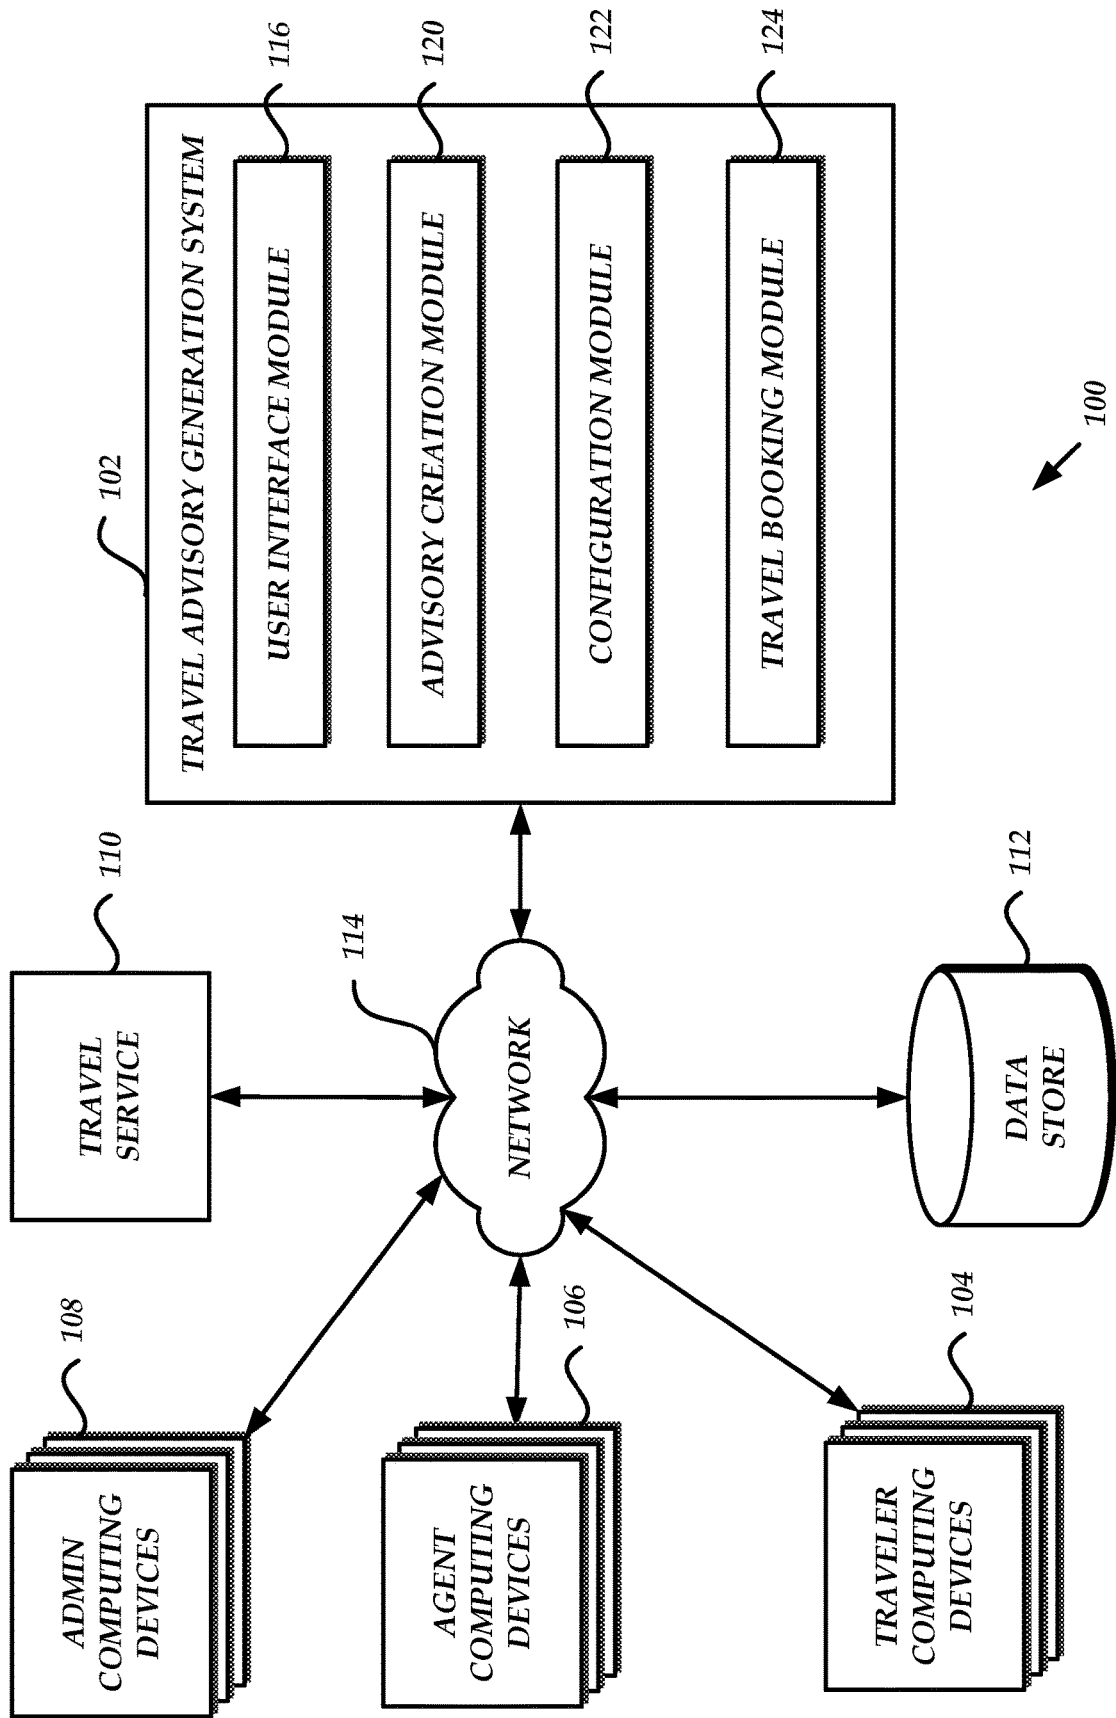 108
ADMIN
COMPUTING
DEVICES
110
TRAVEL
SERVICE
102
TRAVEL ADVISORY GENERATION SYSTEM
116
USER INTERFACE MODULE
120
ADVISORY CREATION MODULE
122
CONFIGURATION MODULE
124
TRAVEL BOOKING MODULE
114
NETWORK
106
AGENT
COMPUTING
DEVICES
104
TRAVELER
COMPUTING
DEVICES
112
DATA
STORE
100